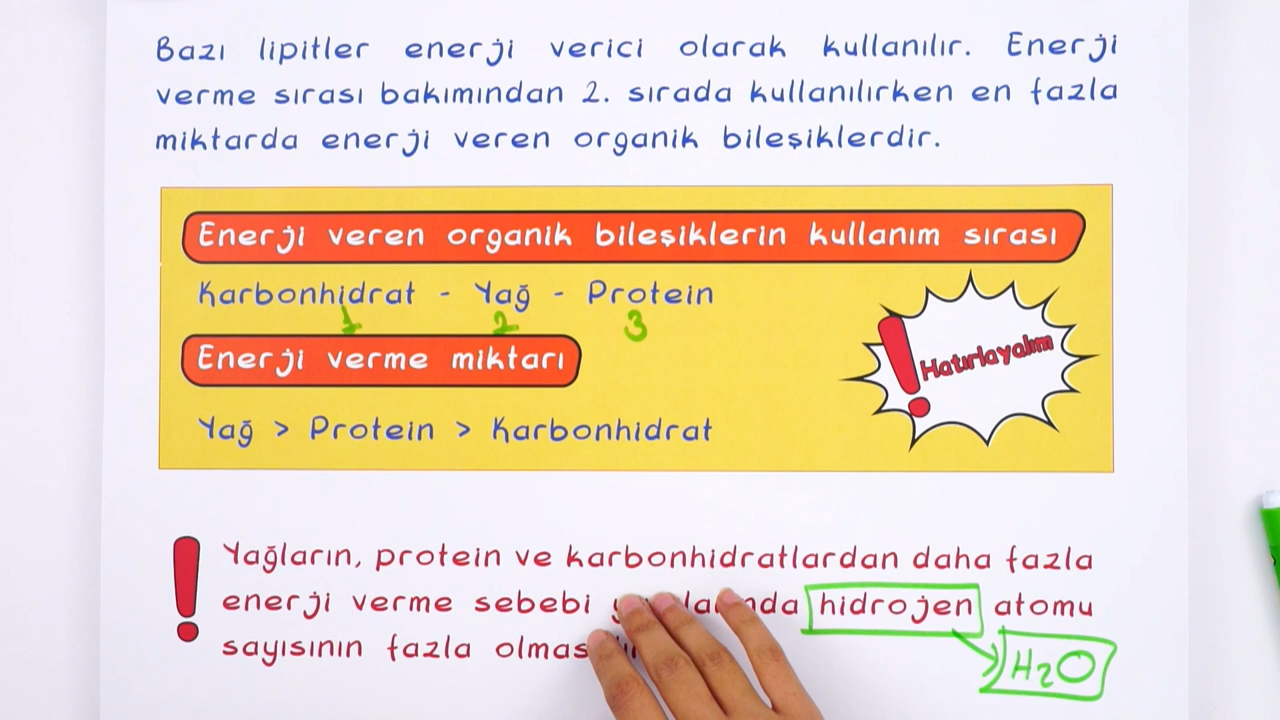 Bazı lipitler enerji verici olarak kullanılır. Enerji
verme sırası bakımından 2. sırada kullanılırken en fazla
miktarda enerji veren organik bileşiklerdir.
Enerji veren organik bileşiklerin kullanım sırası
Karbonhidrat - Yağ - Protein
1 2 3
Enerji verme miktarı
Hatırlayalım
Yağ > Protein > Karbonhidrat
Yağların, protein ve karbonhidratlardan daha fazla
enerji verme sebebi hidrojen atomu
sayısının fazla
H2O